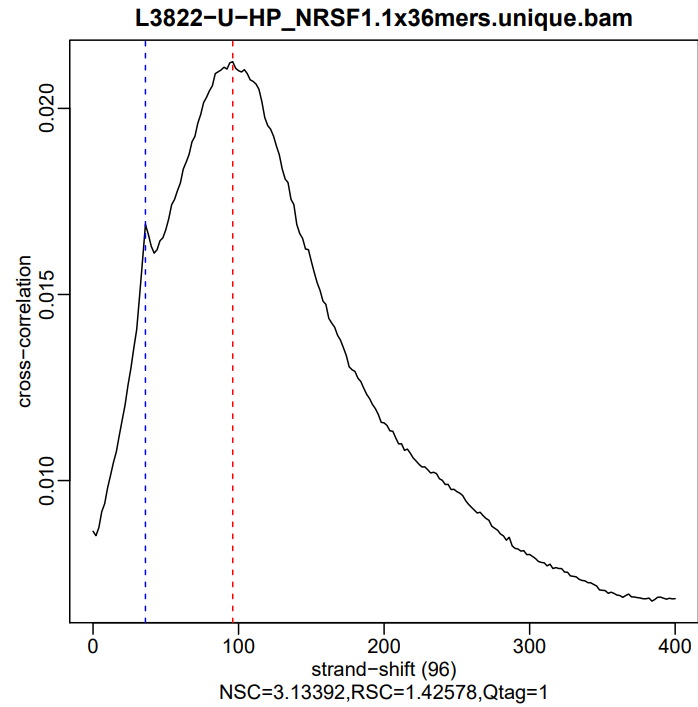 L3822−U−HP_NRSF1.1x36mers.unique.bam
cross−correlation
0.020
0.015
0.010
0 100 200 300 400
strand−shift (96)
NSC=3.13392,RSC=1.42578,Qtag=1